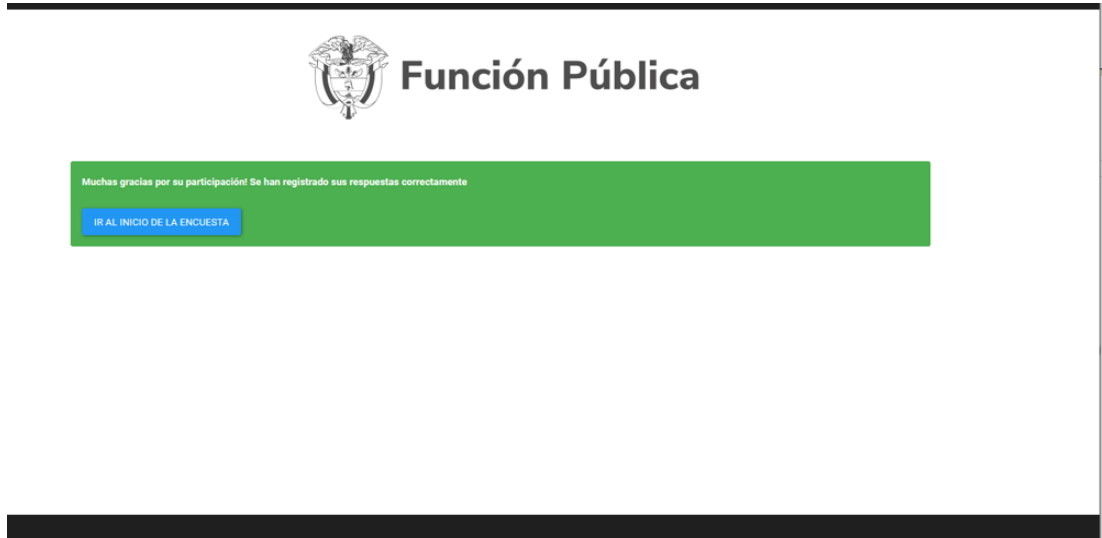 Función Pública
Muchas gracias por su participación! Se han registrado sus respuestas correctamente
IR AL INICIO DE LA ENCUESTA